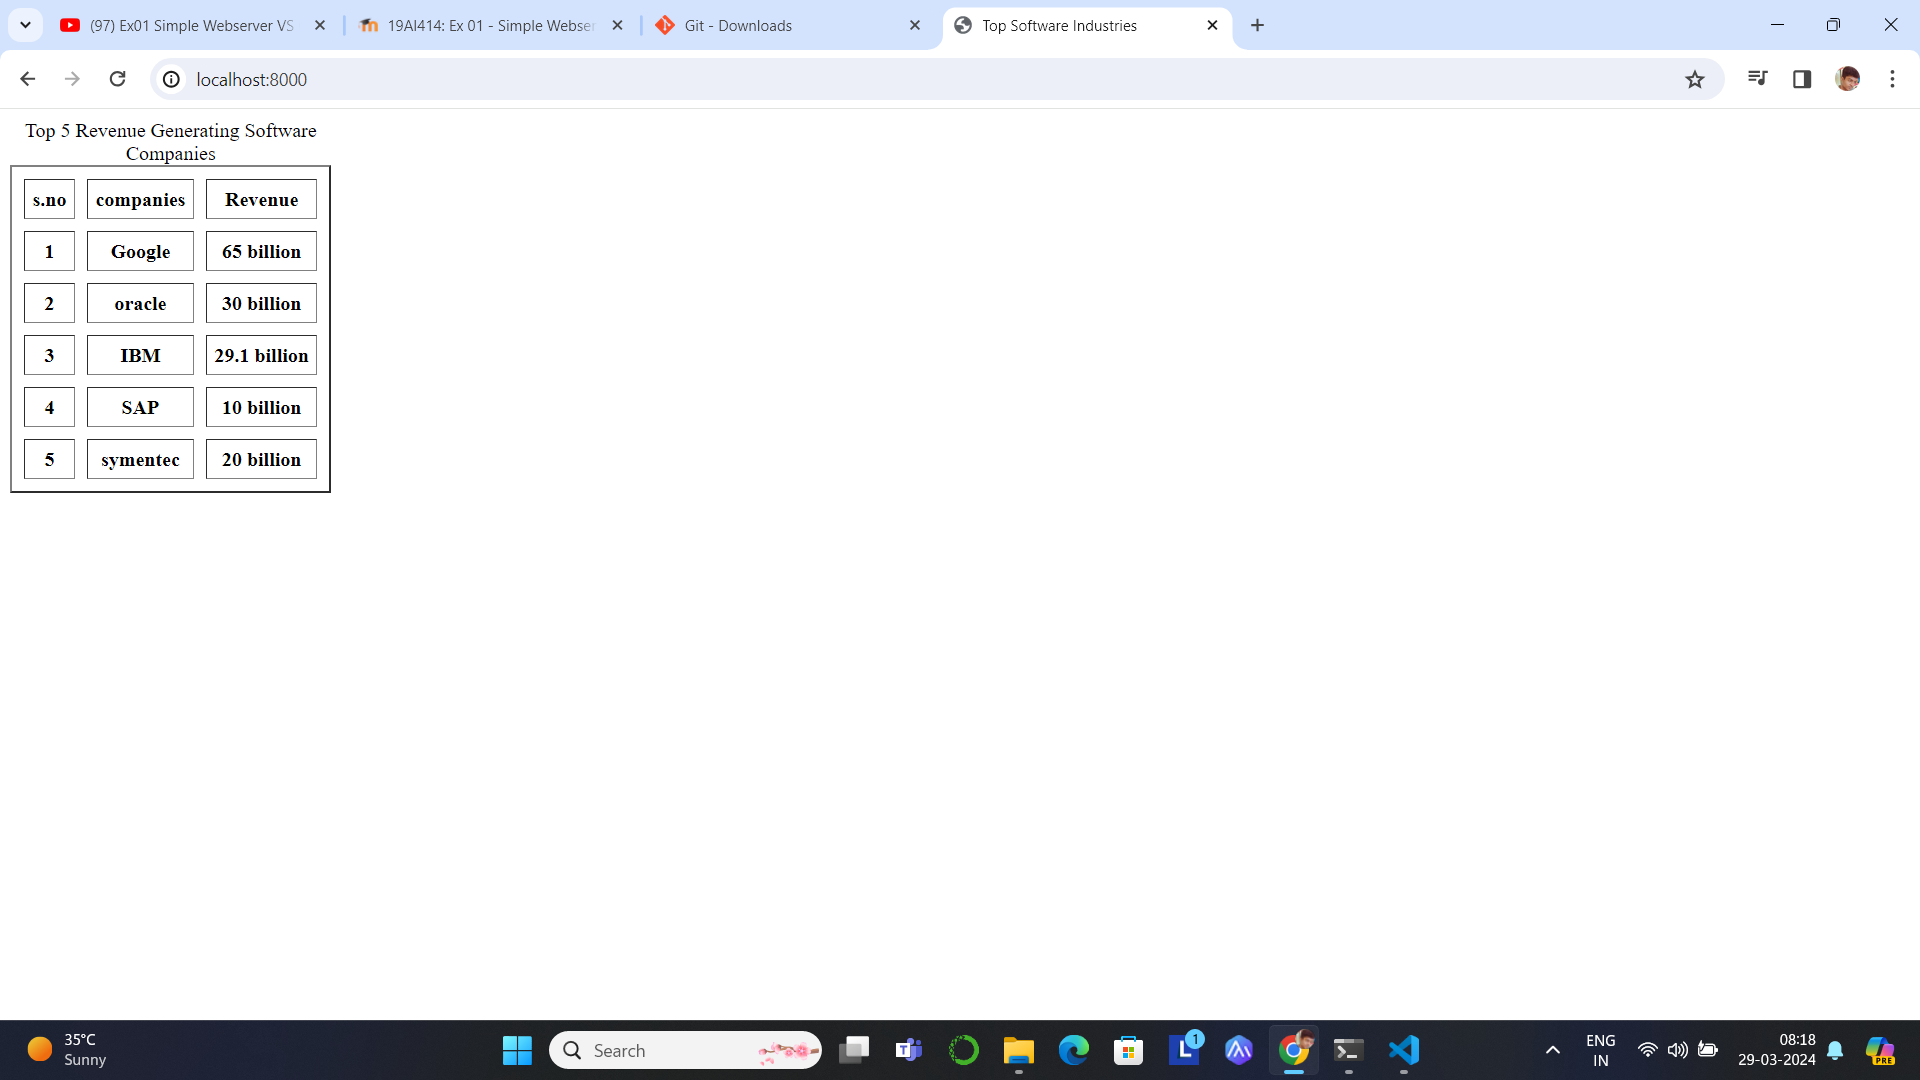 (97) Ex01 Simple Webserver VS
19AI414: Ex 01 - Simple Webser
Git - Downloads
Top Software Industries
localhost:8000
Top 5 Revenue Generating Software
Companies
s.no companies Revenue
1 Google 65 billion
2 oracle 30 billion
3 IBM 29.1 billion
4 SAP 10 billion
5 symentec 20 billion
35°C
Sunny
Search
1
ENG
IN
08:18
29-03-2024
PRE